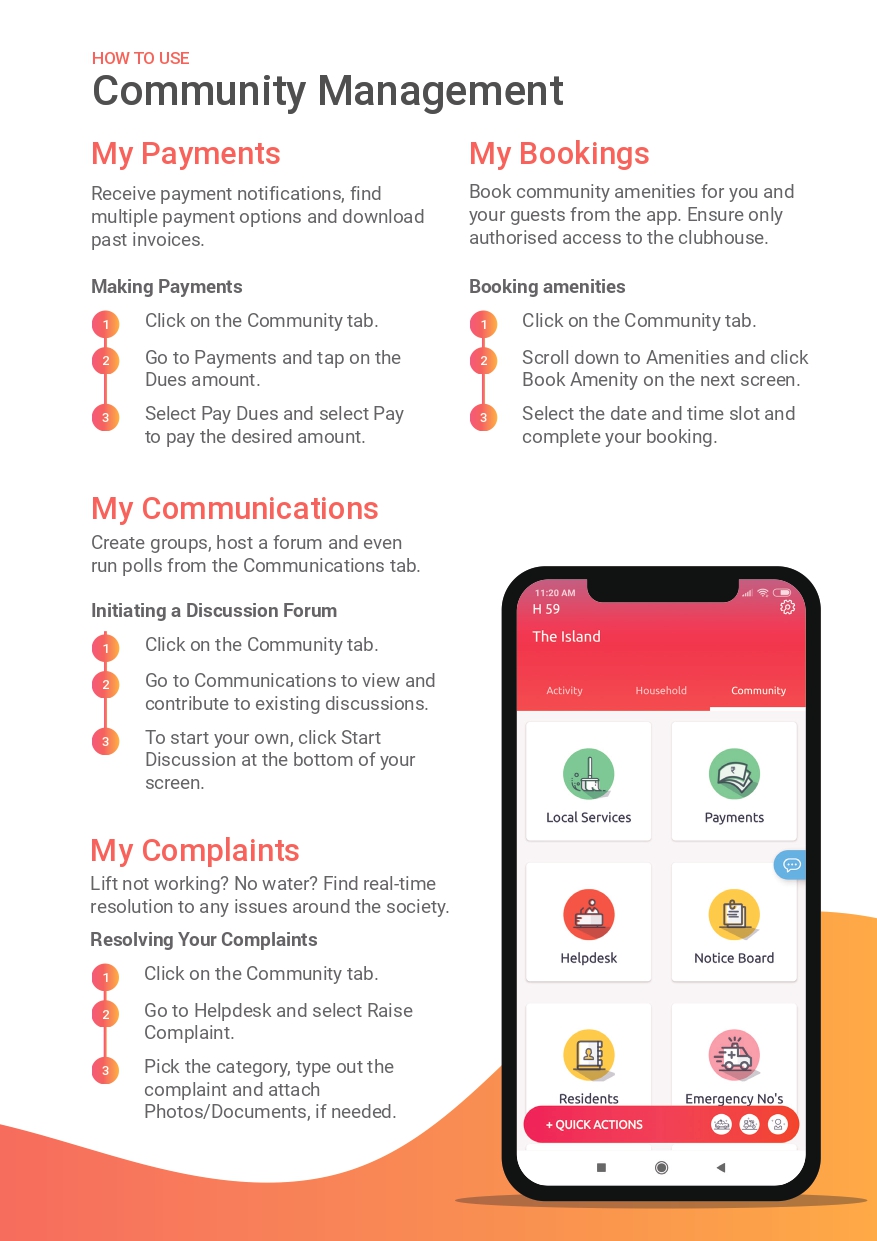 HOW TO USE
Community Management
My Payments
Receive payment notifications, find
multiple payment options and download
past invoices.
Making Payments
1 Click on the Community tab.
2 Go to Payments and tap on the
Dues amount.
3 Select Pay Dues and select Pay
to pay the desired amount.
My Bookings
Book community amenities for you and
your guests from the app. Ensure only
authorised access to the clubhouse.
Booking amenities
1 Click on the Community tab.
2 Scroll down to Amenities and click
Book Amenity on the next screen.
3 Select the date and time slot and
complete your booking.
My Communications
Create groups, host a forum and even
run polls from the Communications tab.
Initiating a Discussion Forum
1 Click on the Community tab.
2 Go to Communications to view and
contribute to existing discussions.
3 To start your own, click Start
Discussion at the bottom of your
screen.
My Complaints
Lift not working? No water? Find real-time
resolution to any issues around the society.
Resolving Your Complaints
1 Click on the Community tab.
2 Go to Helpdesk and select Raise
Complaint.
3 Pick the category, type out the
complaint and attach
Photos/Documents, if needed.
11:20 AM
H 59
The Island
Activity Household Community
₹
Local Services Payments
Helpdesk Notice Board
Residents Emergency No's
+ QUICK ACTIONS